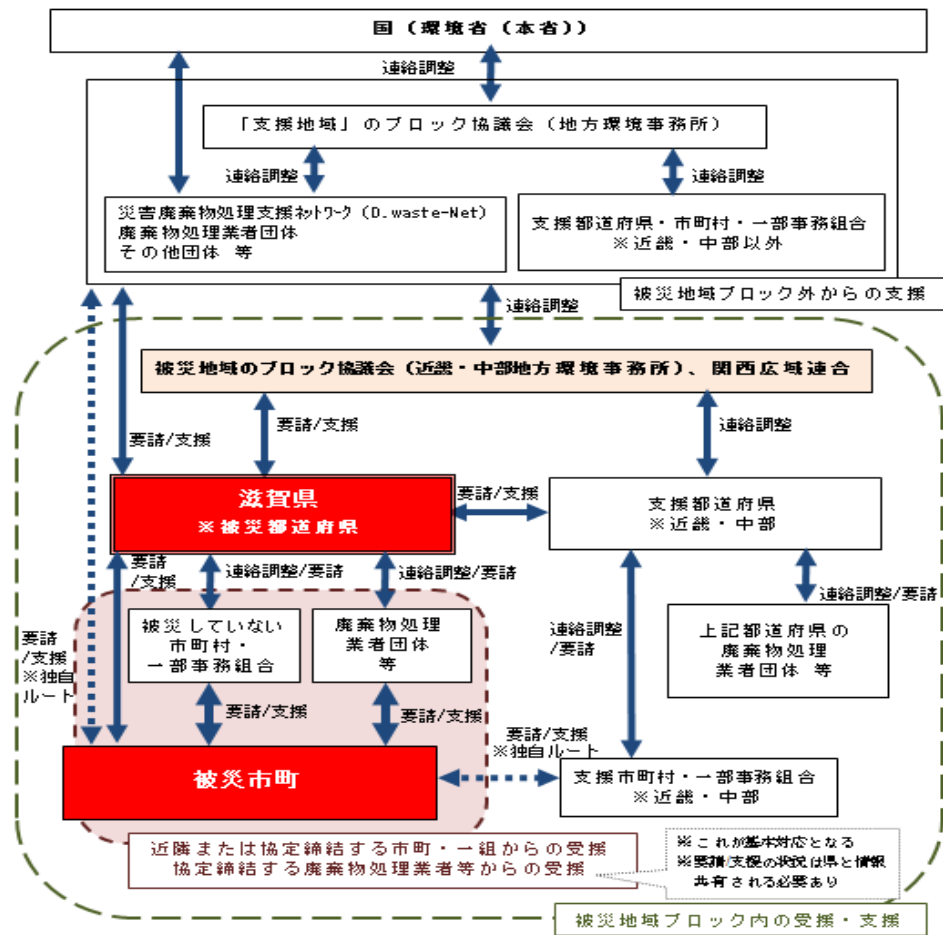 国（環境省（本省））
連絡調整
「支援地域」のブロック協議会（地方環境事務所）
連絡調整
連絡調整
災害廃棄物処理支援ﾈｯﾄﾜｰｸ（D.waste-Net）
廃棄物処理業者団体
その他団体 等
支援都道府県・市町村・一部事務組合
※近畿・中部以外
被災地域ブロック外からの支援
連絡調整
被災地域のブロック協議会（近畿・中部地方環境事務所）、関西広域連合
要請/支援
要請/支援
連絡調整
滋賀県
※被災都道府県
要請/支援
支援都道府県
※近畿・中部
要請
/支援
連絡調整/要請
連絡調整/要請
連絡調整/要請
被災していない
市町村・
一部事務組合
廃棄物処理
業者団体
等
連絡調整
/要請
上記都道府県の
廃棄物処理
業者団体 等
要請
/支援
※独自
ルート
要請/支援
要請/支援
要請/支援
※独自ルート
被災市町
支援市町村・一部事務組合
※近畿・中部
近隣または協定締結する市町・一組からの受援
協定締結する廃棄物処理業者等からの受援
※これが基本対応となる
※要請/支援の状況は県と情報
共有される必要あり
被災地域ブロック内の受援・支援